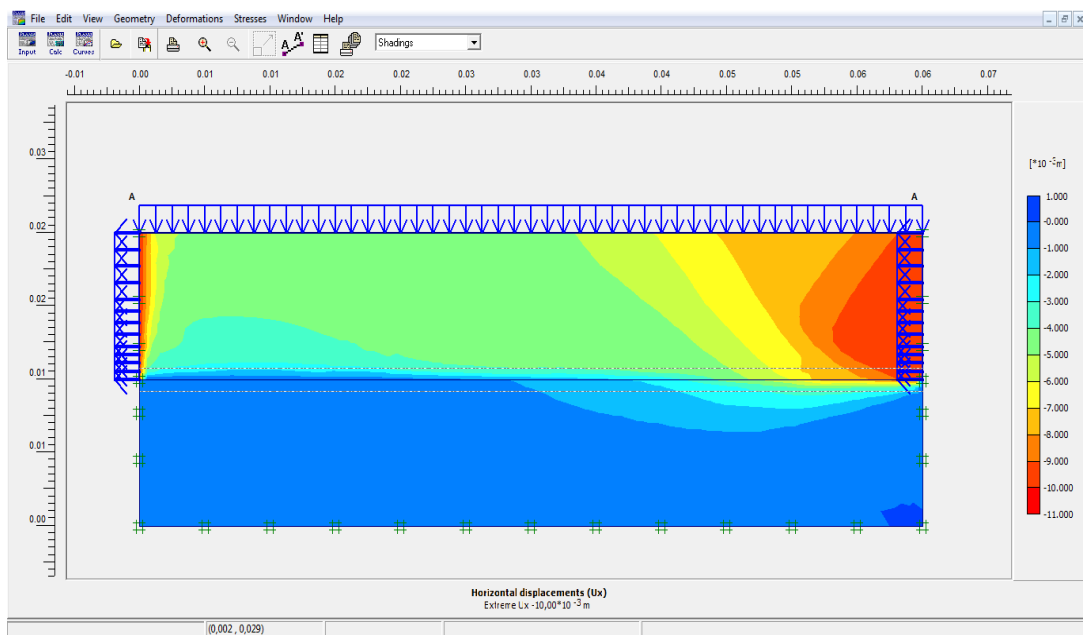 File Edit View Geometry Deformations Stresses Window Help
Input Calc Curves A A' Shadings
-0.01 0.00 0.01 0.01 0.02 0.02 0.03 0.03 0.04 0.04 0.05 0.05 0.06 0.06 0.07
0.03
0.02
0.02
0.01
0.01
0.00
A A
[*10 -3m]
1.000
-0.000
-1.000
-2.000
-3.000
-4.000
-5.000
-6.000
-7.000
-8.000
-9.000
-10.000
-11.000
Horizontal displacements (Ux)
Extreme Ux -10,00*10 -3 m
(0,002 , 0,029)